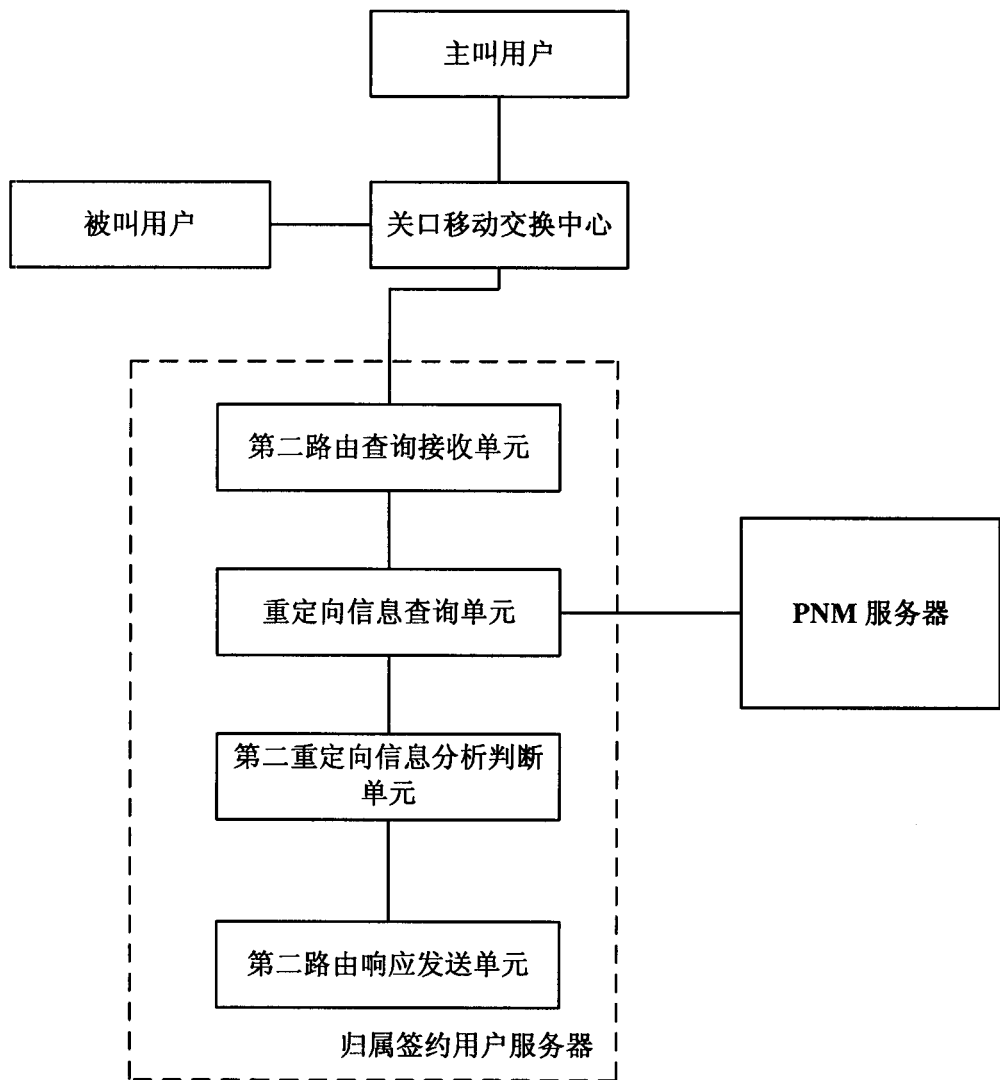 主叫用户
被叫用户
关口移动交换中心
第二路由查询接收单元
重定向信息查询单元
PNM 服务器
第二重定向信息分析判断
单元
第二路由响应发送单元
归属签约用户服务器